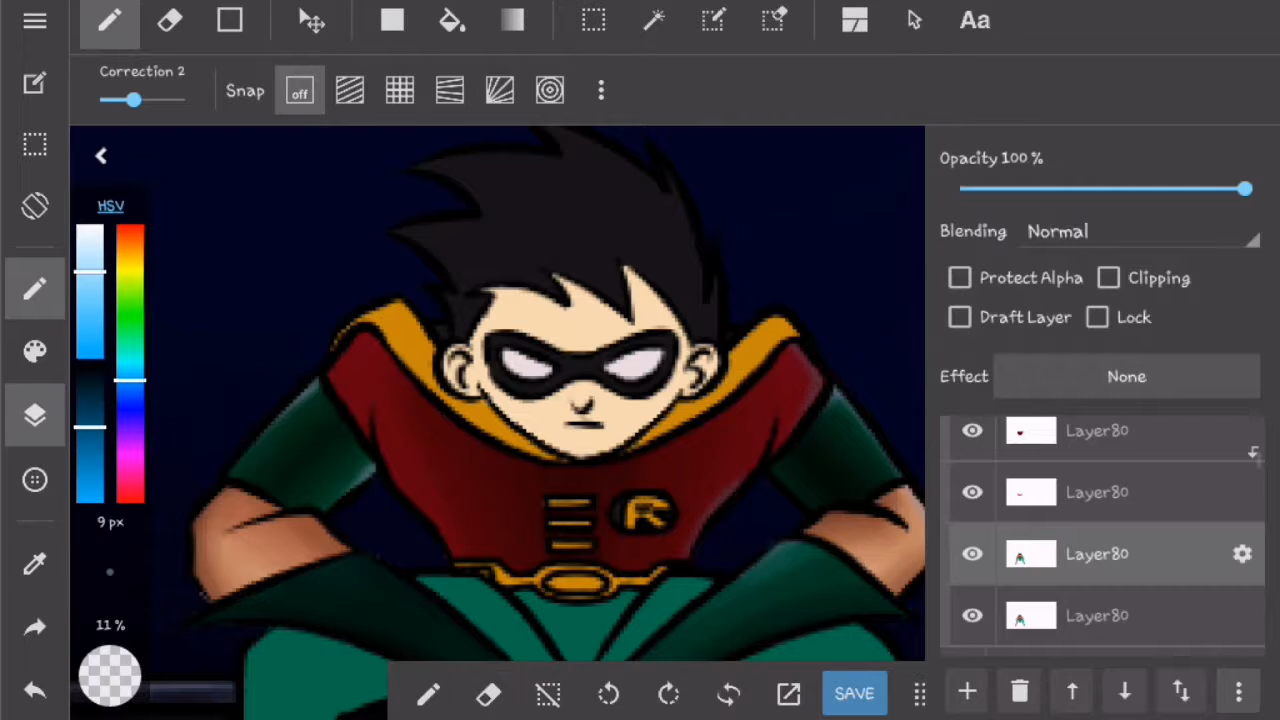 Aa
Correction 2
Snap
off
HSV
Opacity 100 %
Blending Normal
Protect Alpha
Clipping
Draft Layer
Lock
Effect None
Layer80
Layer80
Layer80
Layer80
9 px
11 %
R
SAVE